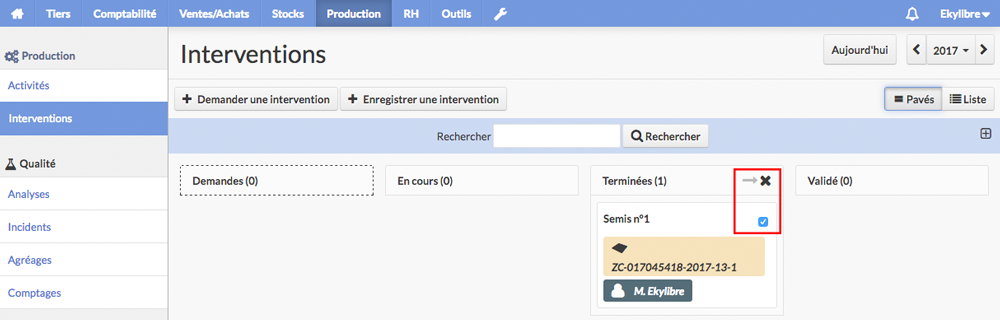 Tiers Comptabilité Ventes/Achats Stocks Production RH Outils Ekylibre
Production
Activités
Interventions
Qualité
Analyses
Incidents
Agréages
Comptages
Interventions
Aujourd'hui 2017
Demander une intervention Enregistrer une intervention Pavés Liste
Rechercher Rechercher
Demandes (0) En cours (0) Terminées (1) Validé (0)
Semis n°1
ZC-017045418-2017-13-1
M. Ekylibre